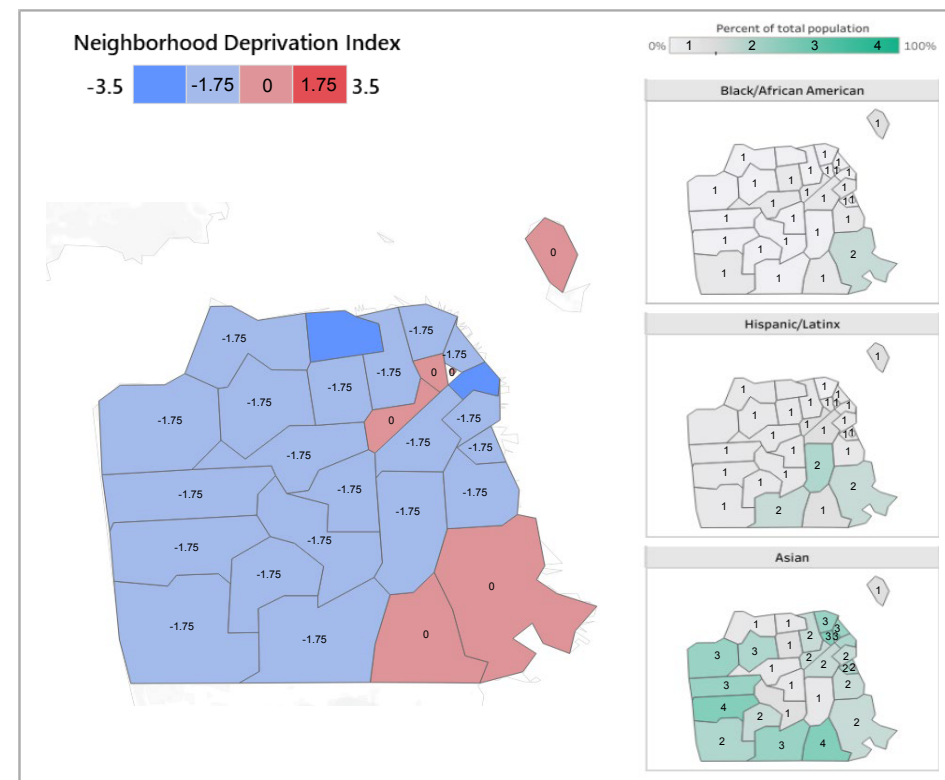 Neighborhood Deprivation Index
-3.5 -1.75 0 1.75 3.5
0
-1.75 -1.75
-1.75
-1.75 -1.75 0 0
-1.75
-1.75 0 -1.75
-1.75 -1.75
-1.75
-1.75 -1.75 -1.75
-1.75
-1.75 -1.75
-1.75
0
-1.75 -1.75 0
Percent of total population
0% 1 2 3 4 100%
Black/African American
1
1 1
1
1 1 1
1 1 1 1
1 1
1 1 1 1
1 1 1
1 1
1 1 2
1 1 1
Hispanic/Latinx
1
1 1
1
1 1 1
1 1 1 1
1 1
1 1 1 1
1 1
1 1 2
1 2
1 2 1
Asian
1
1 1 3
3
2 3 3
3 3 1
2 2 2
1 2 2
3 1 2
4 2 1 1 2
2 3 4